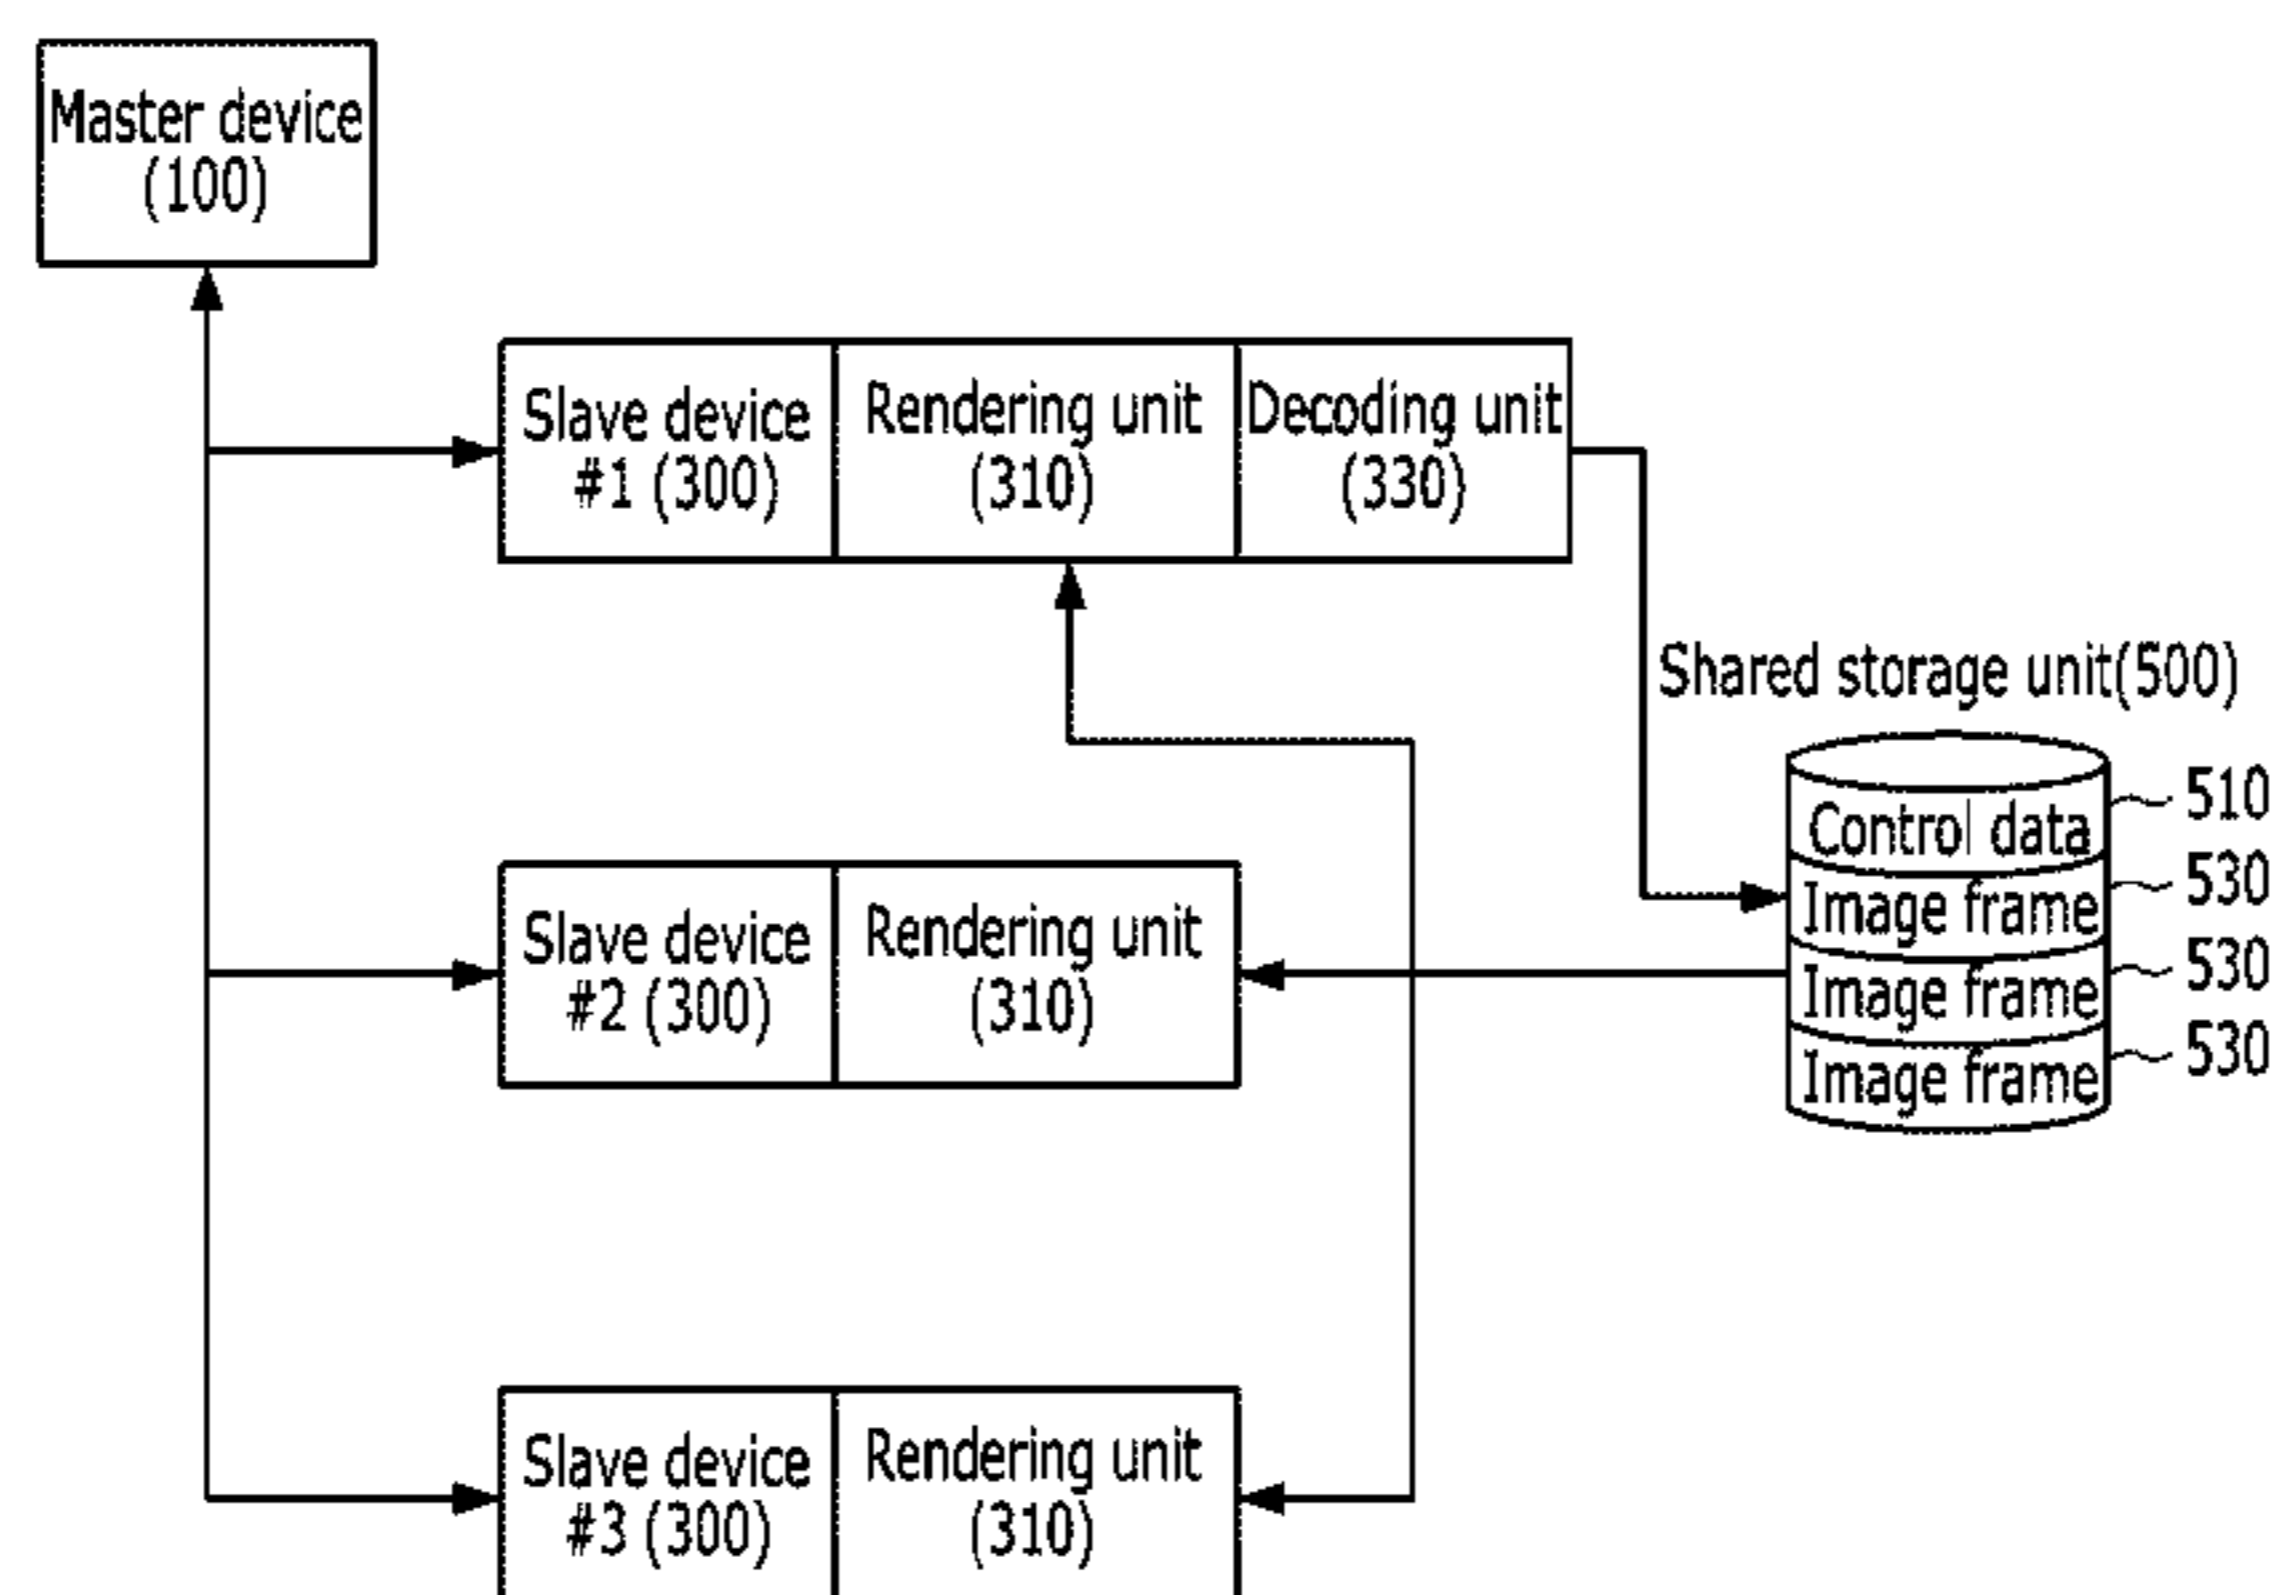 Master device
(100)
Slave device
#1 (300)
Rendering unit
(310)
Decoding unit
(330)
Shared storage unit(500)
Control data
510
Image frame
530
Image frame
530
Image frame
530
Slave device
#2 (300)
Rendering unit
(310)
Slave device
#3 (300)
Rendering unit
(310)